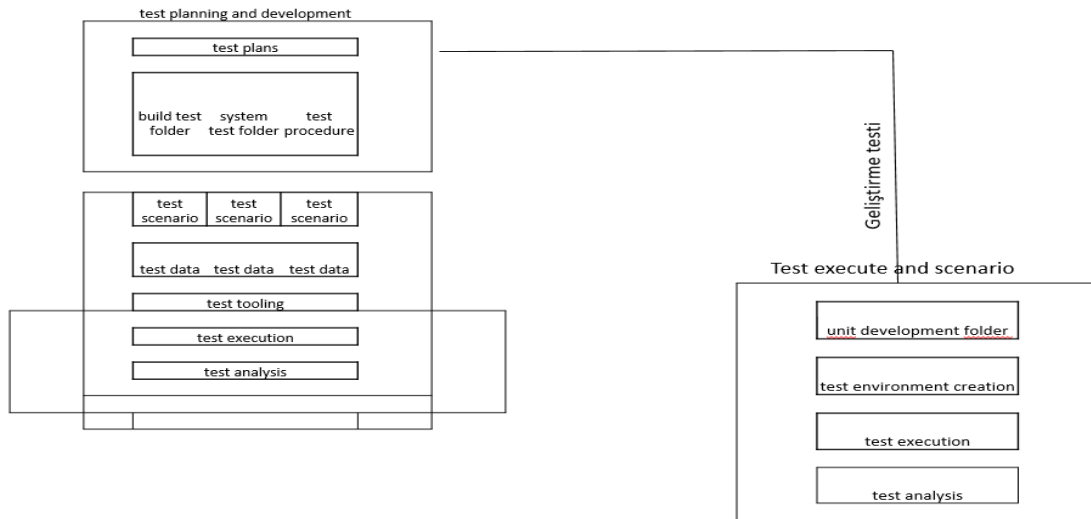 test planning and development
test plans
build test system test
folder test folder procedure
test test test
scenario scenario scenario
test data test data test data
test tooling
test execution
test analysis
Geliştirme testi
Test execute and scenario
unit development folder
test environment creation
test execution
test analysis